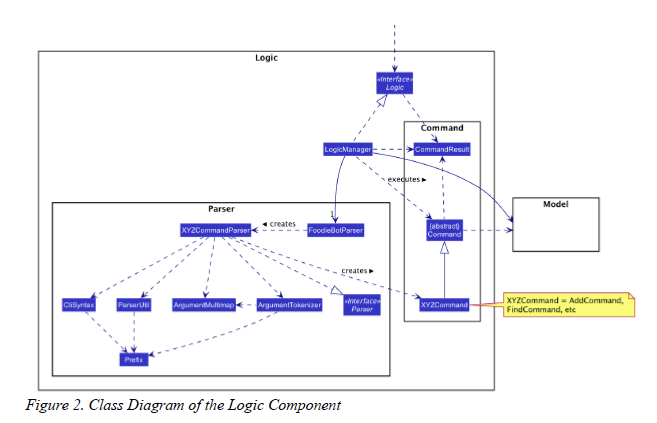 Logic
«Interface»
Logic
Command
LogicManager
CommandResult
executes ►
Model
Parser
1
◄ creates
XYZCommandParser
FoodieBotParser
{abstract}
Command
creates ►
CliSyntax
ParserUtil
ArgumentMultimap
ArgumentTokenizer
«Interface»
Parser
XYZCommand
XYZCommand = AddCommand,
FindCommand, etc
Prefix
Figure 2. Class Diagram of the Logic Component